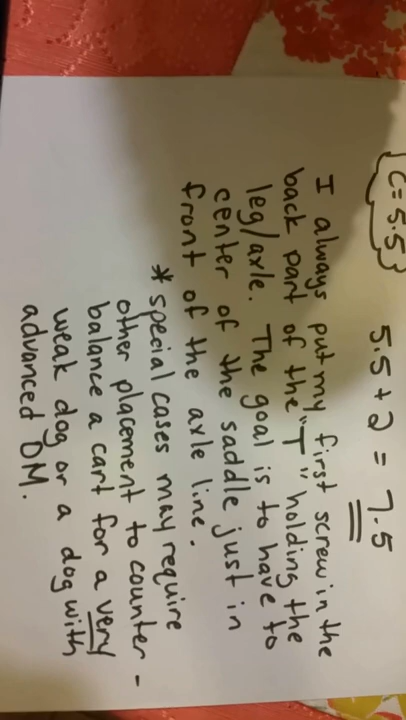 C=5.5
5.5 + 2 = 7.5
I always put my first screw in the
back part of the "T" holding the
leg/axle. The goal is to have to
center of the saddle just in
front of the axle line.
* special cases may require
other placement to counter-
balance a cart for a very
weak dog or a dog with
advanced DM.